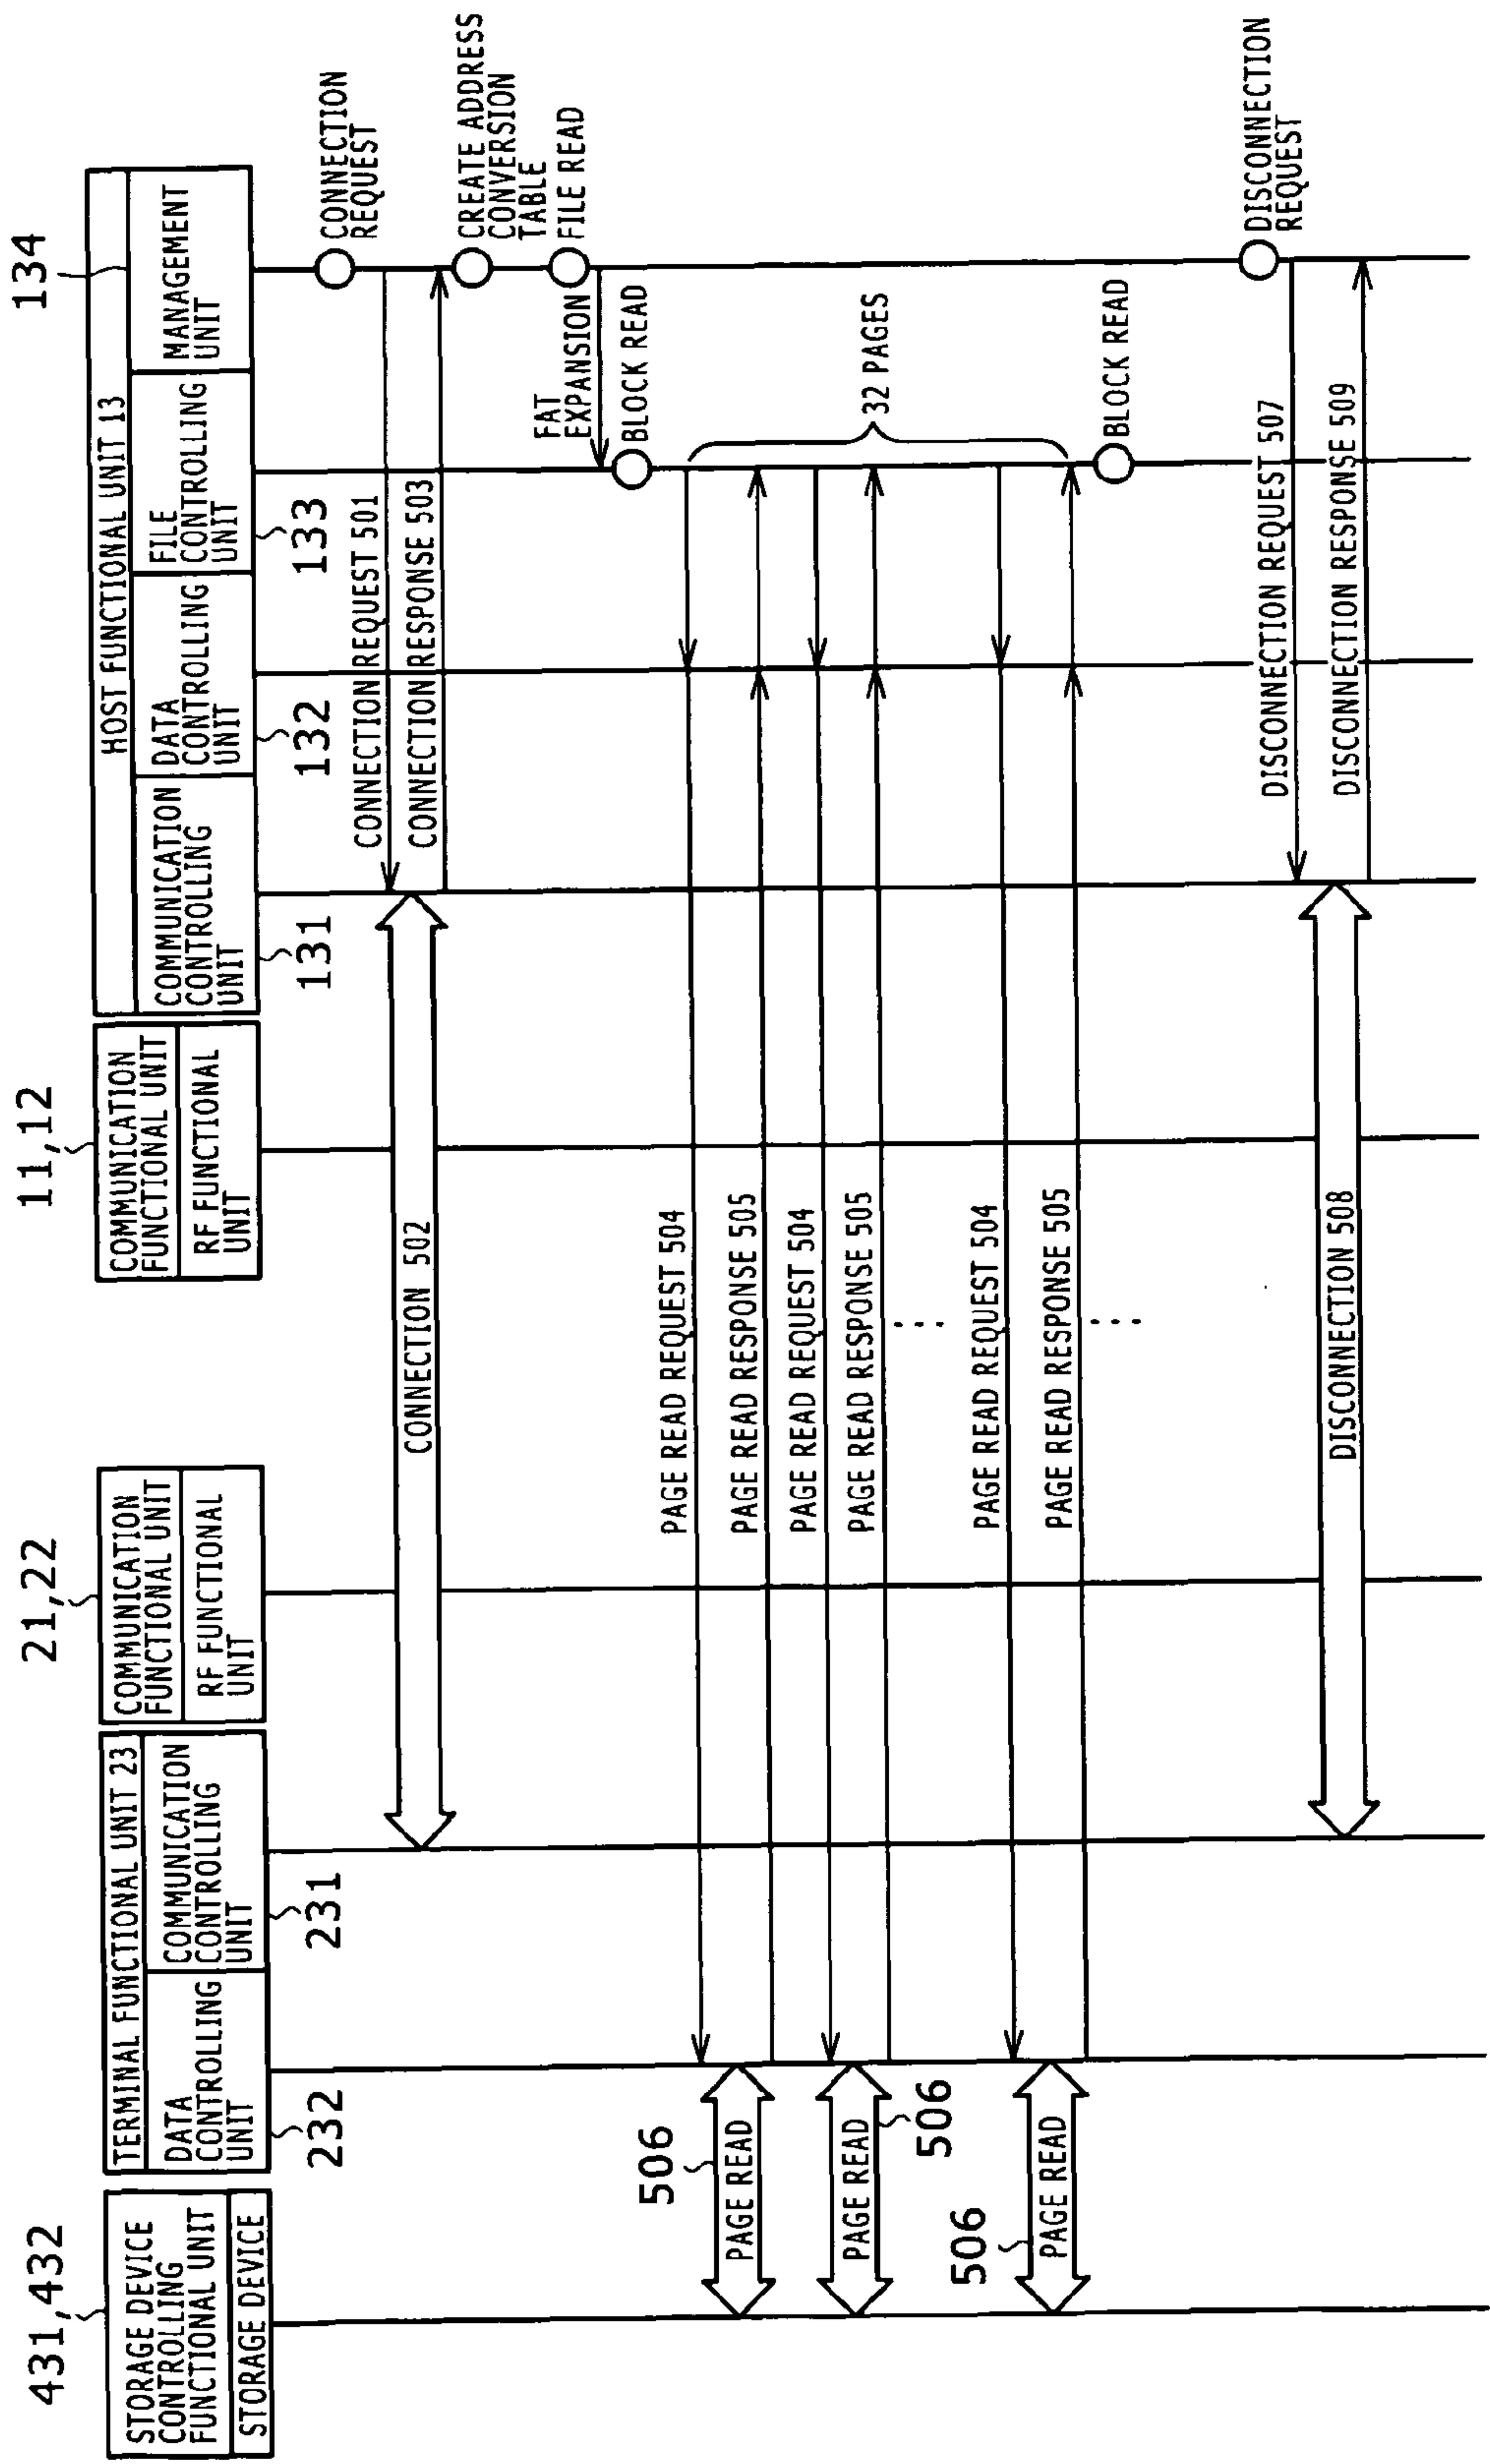 431,432
STORAGE DEVICE
CONTROLLING
FUNCTIONAL UNIT
STORAGE DEVICE
TERMINAL FUNCTIONAL UNIT 23
DATA
CONTROLLING
UNIT
232
COMMUNICATION
CONTROLLING
UNIT
231
21,22
COMMUNICATION
FUNCTIONAL UNIT
RF FUNCTIONAL
UNIT
11,12
COMMUNICATION
FUNCTIONAL UNIT
RF FUNCTIONAL
UNIT
HOST FUNCTIONAL UNIT 13
COMMUNICATION
CONTROLLING
UNIT
131
DATA
CONTROLLING
UNIT
132
FILE
CONTROLLING
UNIT
133
134
MANAGEMENT
UNIT
CONNECTION
REQUEST
CONNECTION REQUEST 501
CONNECTION 502
CONNECTION RESPONSE 503
CREATE ADDRESS
CONVERSION
TABLE
FILE READ
FAT
EXPANSION
BLOCK READ
506
PAGE READ
PAGE READ REQUEST 504
PAGE READ RESPONSE 505
32 PAGES
PAGE READ
506
PAGE READ REQUEST 504
PAGE READ RESPONSE 505
506
PAGE READ
PAGE READ REQUEST 504
PAGE READ RESPONSE 505
BLOCK READ
DISCONNECTION
REQUEST
DISCONNECTION REQUEST 507
DISCONNECTION 508
DISCONNECTION RESPONSE 509